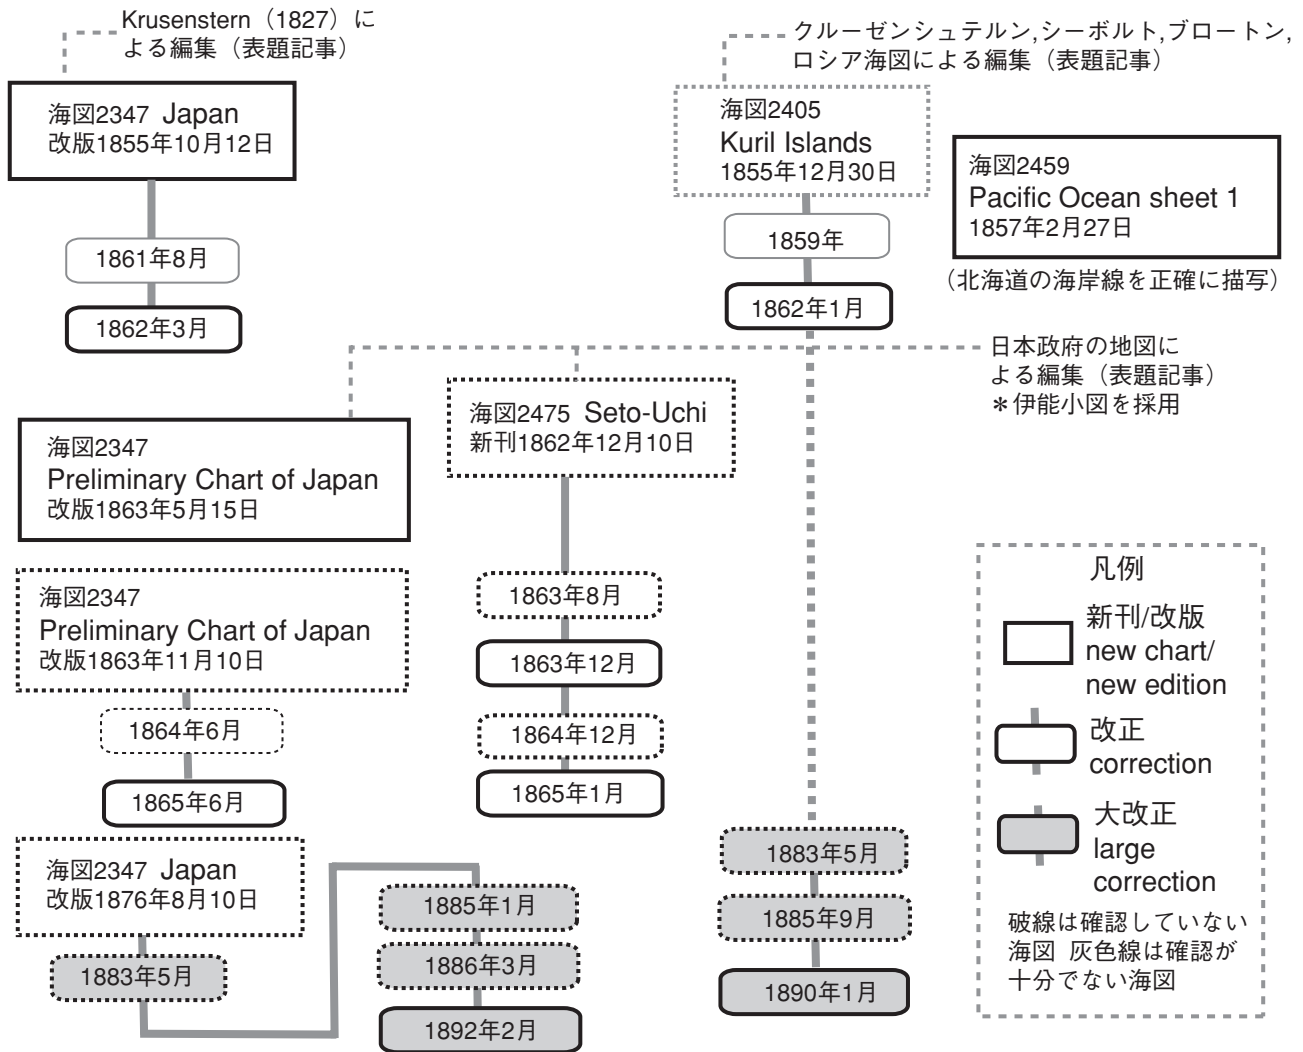 Krusenstern（1827）に
よる編集（表題記事）
クルーゼンシュテルン,シーボルト,ブロートン,
ロシア海図による編集（表題記事）
海図2347 Japan
改版1855年10月12日
1861年8月
1862年3月
海図2405
Kuril Islands
1855年12月30日
1859年
1862年1月
海図2459
Pacific Ocean sheet 1
1857年2月27日
（北海道の海岸線を正確に描写）
日本政府の地図に
よる編集（表題記事）
＊伊能小図を採用
海図2347
Preliminary Chart of Japan
改版1863年5月15日
海図2475 Seto-Uchi
新刊1862年12月10日
1863年8月
1863年12月
1864年12月
1865年1月
海図2347
Preliminary Chart of Japan
改版1863年11月10日
1864年6月
1865年6月
海図2347 Japan
改版1876年8月10日
1883年5月
1885年1月
1886年3月
1892年2月
1883年5月
1885年9月
1890年1月
凡例
新刊/改版
new chart/
new edition
改正
correction
大改正
large
correction
破線は確認していない
海図 灰色線は確認が
十分でない海図